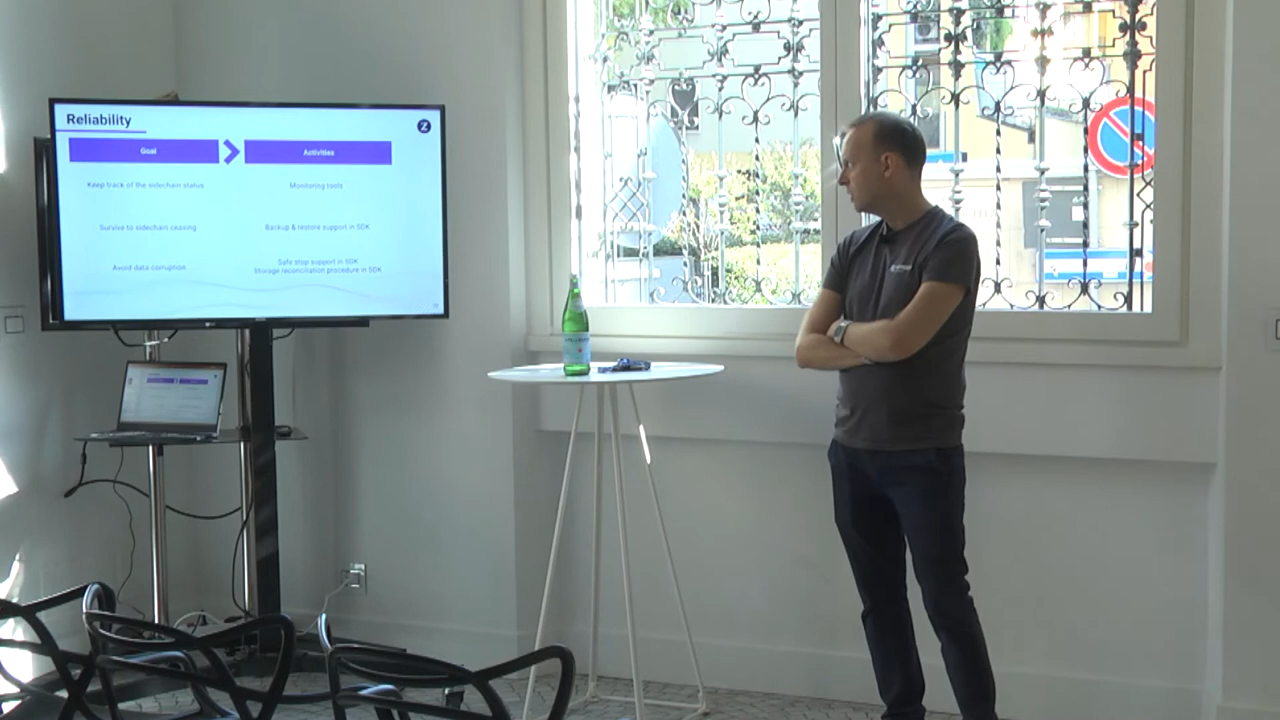 Reliability
Goal
Activities
Keep track of the sidechain status
Monitoring tools
Survive to sidechain ceasing
Backup & restore support in SDK
Avoid data corruption
Safe stop support in SDK
Storage reconciliation procedure in SDK